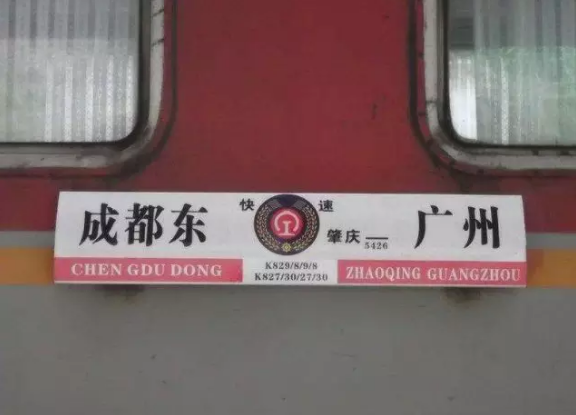 快 速
成都东 肇庆 — 广州
5426
CHEN GDU DONG K829/8/9/8 ZHAOQING GUANGZHOU
K827/30/27/30